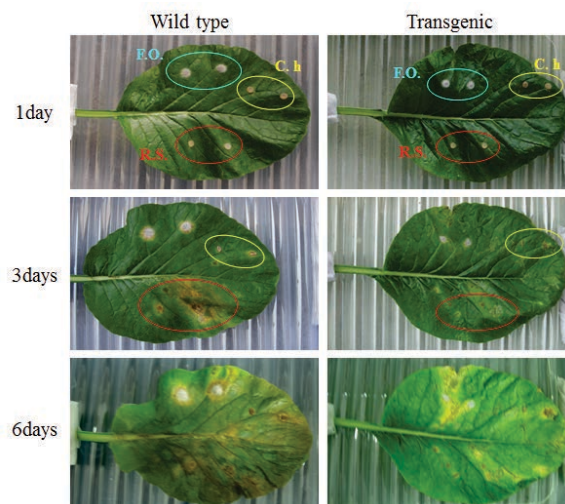 Wild type
Transgenic
1day
F.O.
C. h
R.S.
F.O.
C. h
R.S.
3days
6days